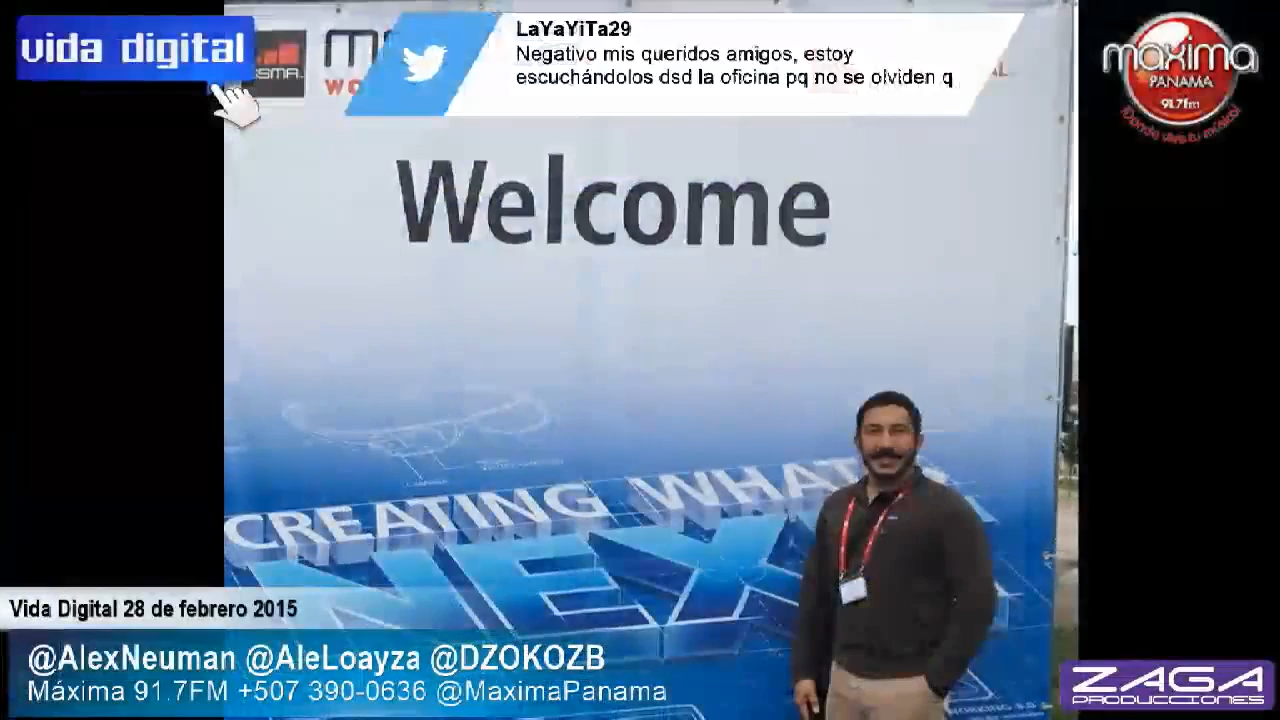 vida digital
SSMA.
LaYaYiTa29
Negativo mis queridos amigos, estoy
escuchándolos dsd la oficina pq no se olviden q
maxima
PANAMA
91.7fm
Welcome
CREATING WHAT'S
NEXT
Vida Digital 28 de febrero 2015
@AlexNeuman @AleLoayza @DZOKOZB
Máxima 91.7FM +507 390-0636 @MaximaPanama
ZAGA
PRODUCCIONES